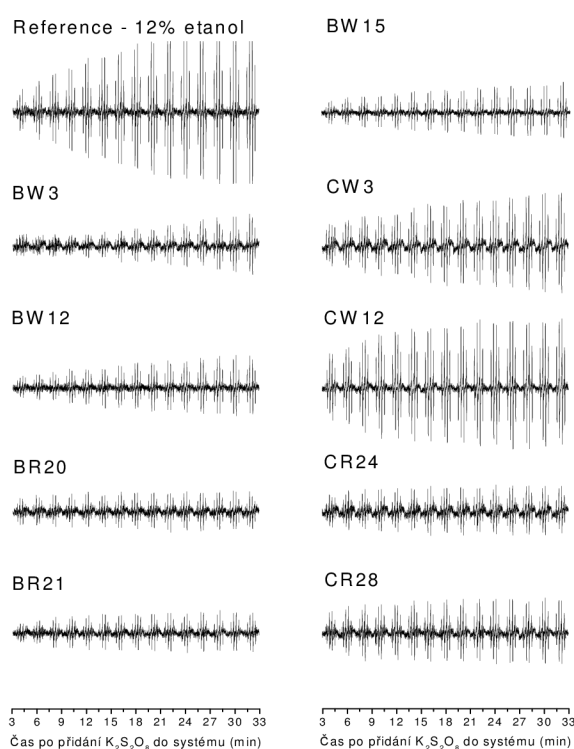 Reference - 12% etanol
BW3
BW12
BR20
BR21
3 6 9 12 15 18 21 24 27 30 33
Čas po přidání K₂S₂O₈ do systému (min)
BW15
CW3
CW12
CR24
CR28
3 6 9 12 15 18 21 24 27 30 33
Čas po přidání K₂S₂O₈ do systému (min)